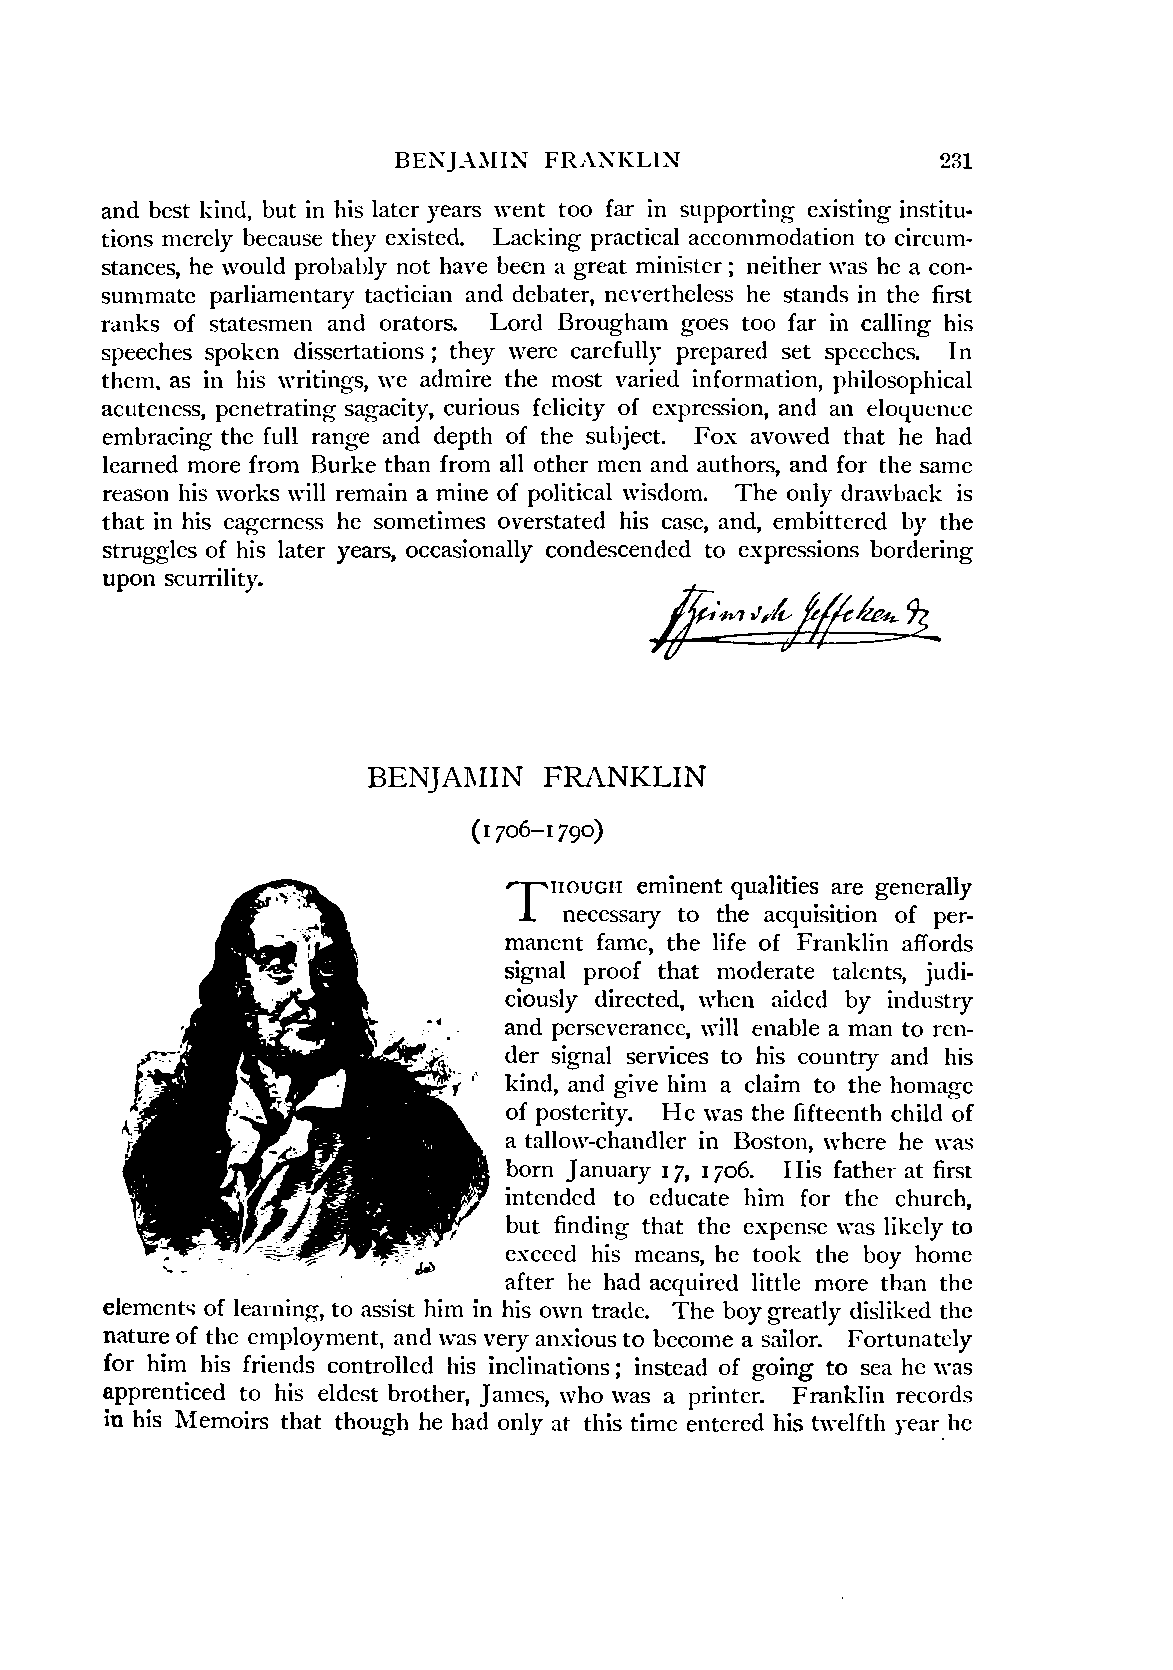 BENJAMIN FRANKLIN 231
and best kind, but in his later years went too far in supporting existing institu-
tions merely because they existed. Lacking practical accommodation to circum-
stances, he would probably not have been a great minister; neither was he a con-
summate parliamentary tactician and debater, nevertheless he stands in the first
ranks of statesmen and orators. Lord Brougham goes too far in calling his
speeches spoken dissertations; they were carefully prepared set speeches. In
them, as in his writings, we admire the most varied information, philosophical
acuteness, penetrating sagacity, curious felicity of expression, and an eloquence
embracing the full range and depth of the subject. Fox avowed that he had
learned more from Burke than from all other men and authors, and for the same
reason his works will remain a mine of political wisdom. The only drawback is
that in his eagerness he sometimes overstated his case, and, embittered by the
struggles of his later years, occasionally condescended to expressions bordering
upon scurrility.
Heinrich Geffcken
BENJAMIN FRANKLIN
(1706–1790)
THOUGH eminent qualities are generally
necessary to the acquisition of per-
manent fame, the life of Franklin affords
signal proof that moderate talents, judi-
ciously directed, when aided by industry
and perseverance, will enable a man to ren-
der signal services to his country and his
kind, and give him a claim to the homage
of posterity. He was the fifteenth child of
a tallow-chandler in Boston, where he was
born January 17, 1706. His father at first
intended to educate him for the church,
but finding that the expense was likely to
exceed his means, he took the boy home
after he had acquired little more than the
elements of learning, to assist him in his own trade. The boy greatly disliked the
nature of the employment, and was very anxious to become a sailor. Fortunately
for him his friends controlled his inclinations; instead of going to sea he was
apprenticed to his eldest brother, James, who was a printer. Franklin records
in his Memoirs that though he had only at this time entered his twelfth year he